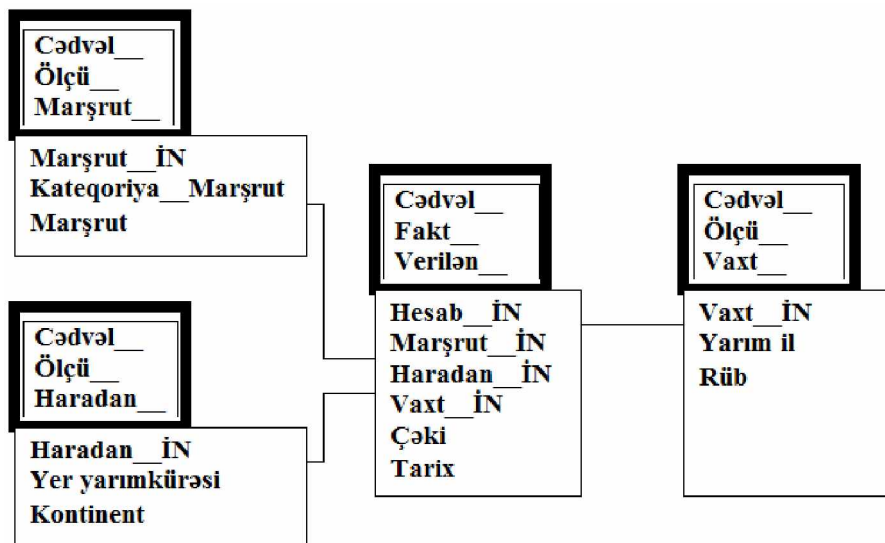 Cədvəl__
Ölçü__
Marşrut__
Marşrut__İN
Kateqoriya__Marşrut
Marşrut
Cədvəl__
Ölçü__
Haradan__
Haradan__İN
Yer yarımkürəsi
Kontinent
Cədvəl__
Fakt__
Verilən__
Hesab__İN
Marşrut__İN
Haradan__İN
Vaxt__İN
Çəki
Tarix
Cədvəl__
Ölçü__
Vaxt__
Vaxt__İN
Yarım il
Rüb